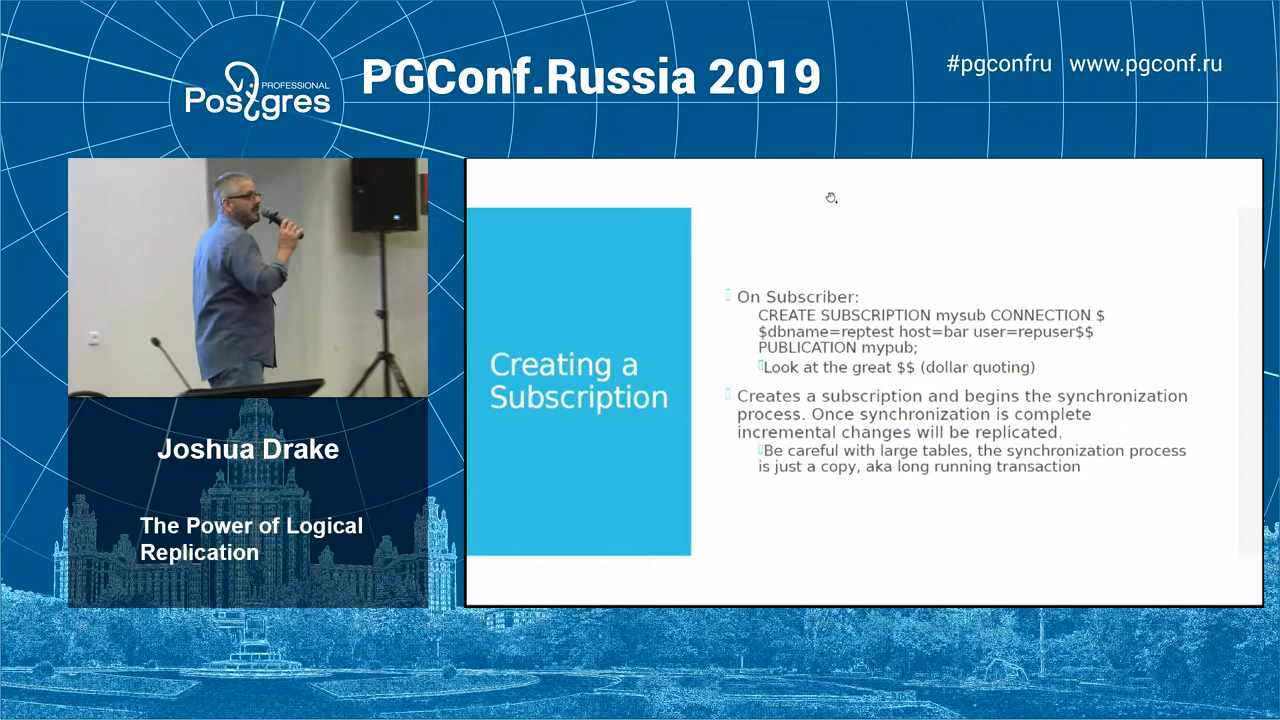 PROFESSIONAL
Postgres
PGConf.Russia 2019
#pgconfru www.pgconf.ru
Joshua Drake
The Power of Logical
Replication
Creating a
Subscription
On Subscriber:
CREATE SUBSCRIPTION mysub CONNECTION $
$dbname=reptest host=bar user=repuser$$
PUBLICATION mypub;
Look at the great $$ (dollar quoting)
Creates a subscription and begins the synchronization
process. Once synchronization is complete
incremental changes will be replicated.
Be careful with large tables, the synchronization process
is just a copy, aka long running transaction